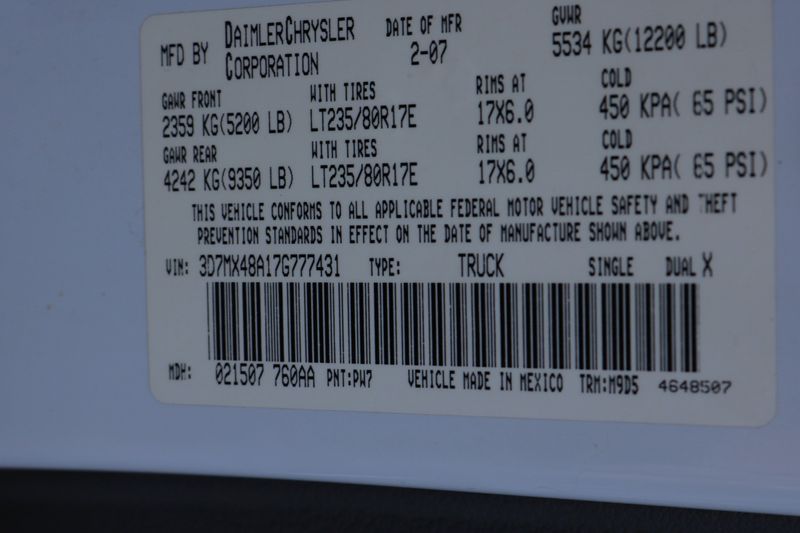 MFD BY DAIMLERCHRYSLER CORPORATION DATE OF MFR 2-07 GVWR 5534 KG(12200 LB)
GAWR FRONT WITH TIRES RIMS AT COLD
2359 KG(5200 LB) LT235/80R17E 17X6.0 450 KPA( 65 PSI)
GAWR REAR WITH TIRES RIMS AT COLD
4242 KG(9350 LB) LT235/80R17E 17X6.0 450 KPA( 65 PSI)
THIS VEHICLE CONFORMS TO ALL APPLICABLE FEDERAL MOTOR VEHICLE SAFETY AND THEFT
PREVENTION STANDARDS IN EFFECT ON THE DATE OF MANUFACTURE SHOWN ABOVE.
VIN: 3D7MX48A17G777431 TYPE: TRUCK SINGLE DUAL X
MDH: 021507 760AA PNT:PW7 VEHICLE MADE IN MEXICO TRM:M9D5 4648507